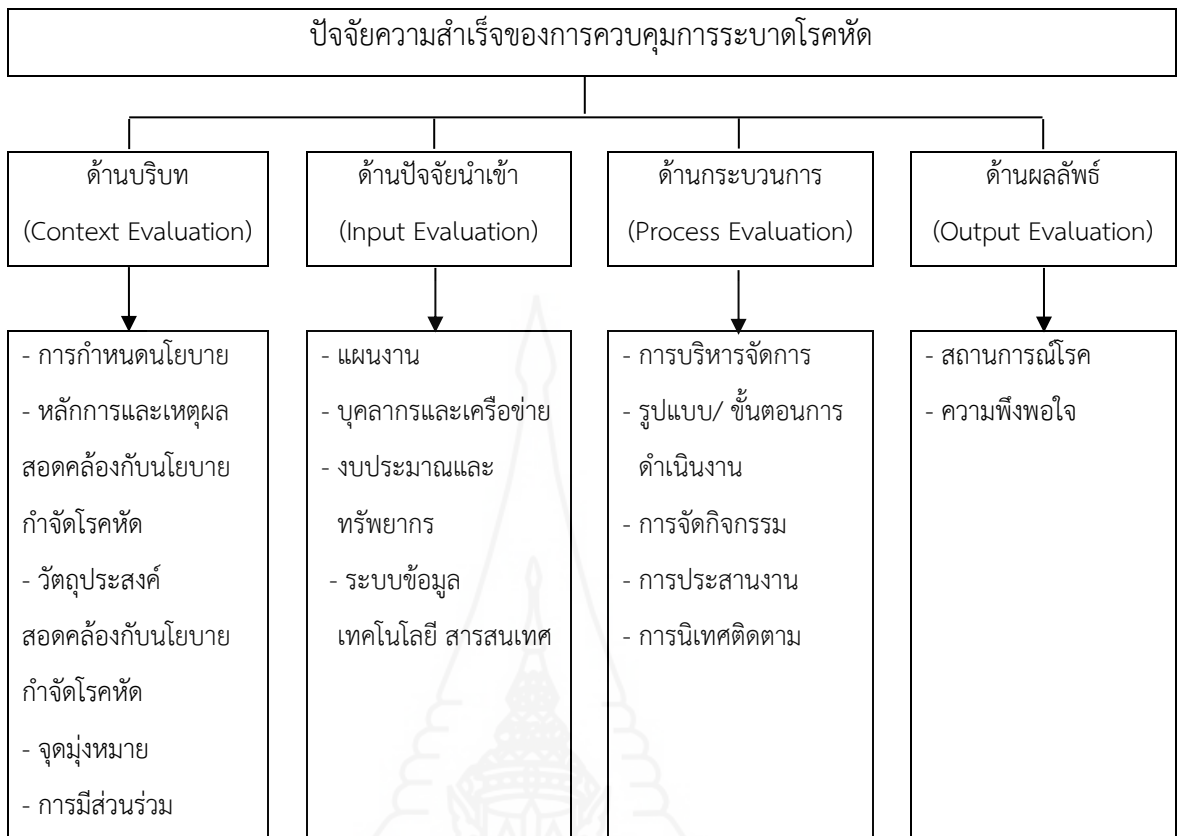 ปัจจัยความสำเร็จของการควบคุมการระบาดโรคหัด
ด้านบริบท
(Context Evaluation)
ด้านปัจจัยนำเข้า
(Input Evaluation)
ด้านกระบวนการ
(Process Evaluation)
ด้านผลลัพธ์
(Output Evaluation)
- การกำหนดนโยบาย
- หลักการและเหตุผล
สอดคล้องกับนโยบาย
กำจัดโรคหัด
- วัตถุประสงค์
สอดคล้องกับนโยบาย
กำจัดโรคหัด
- จุดมุ่งหมาย
- การมีส่วนร่วม
- แผนงาน
- บุคลากรและเครือข่าย
- งบประมาณและ
ทรัพยากร
- ระบบข้อมูล
เทคโนโลยี สารสนเทศ
- การบริหารจัดการ
- รูปแบบ/ ขั้นตอนการ
ดำเนินงาน
- การจัดกิจกรรม
- การประสานงาน
- การนิเทศติดตาม
- สถานการณ์โรค
- ความพึงพอใจ